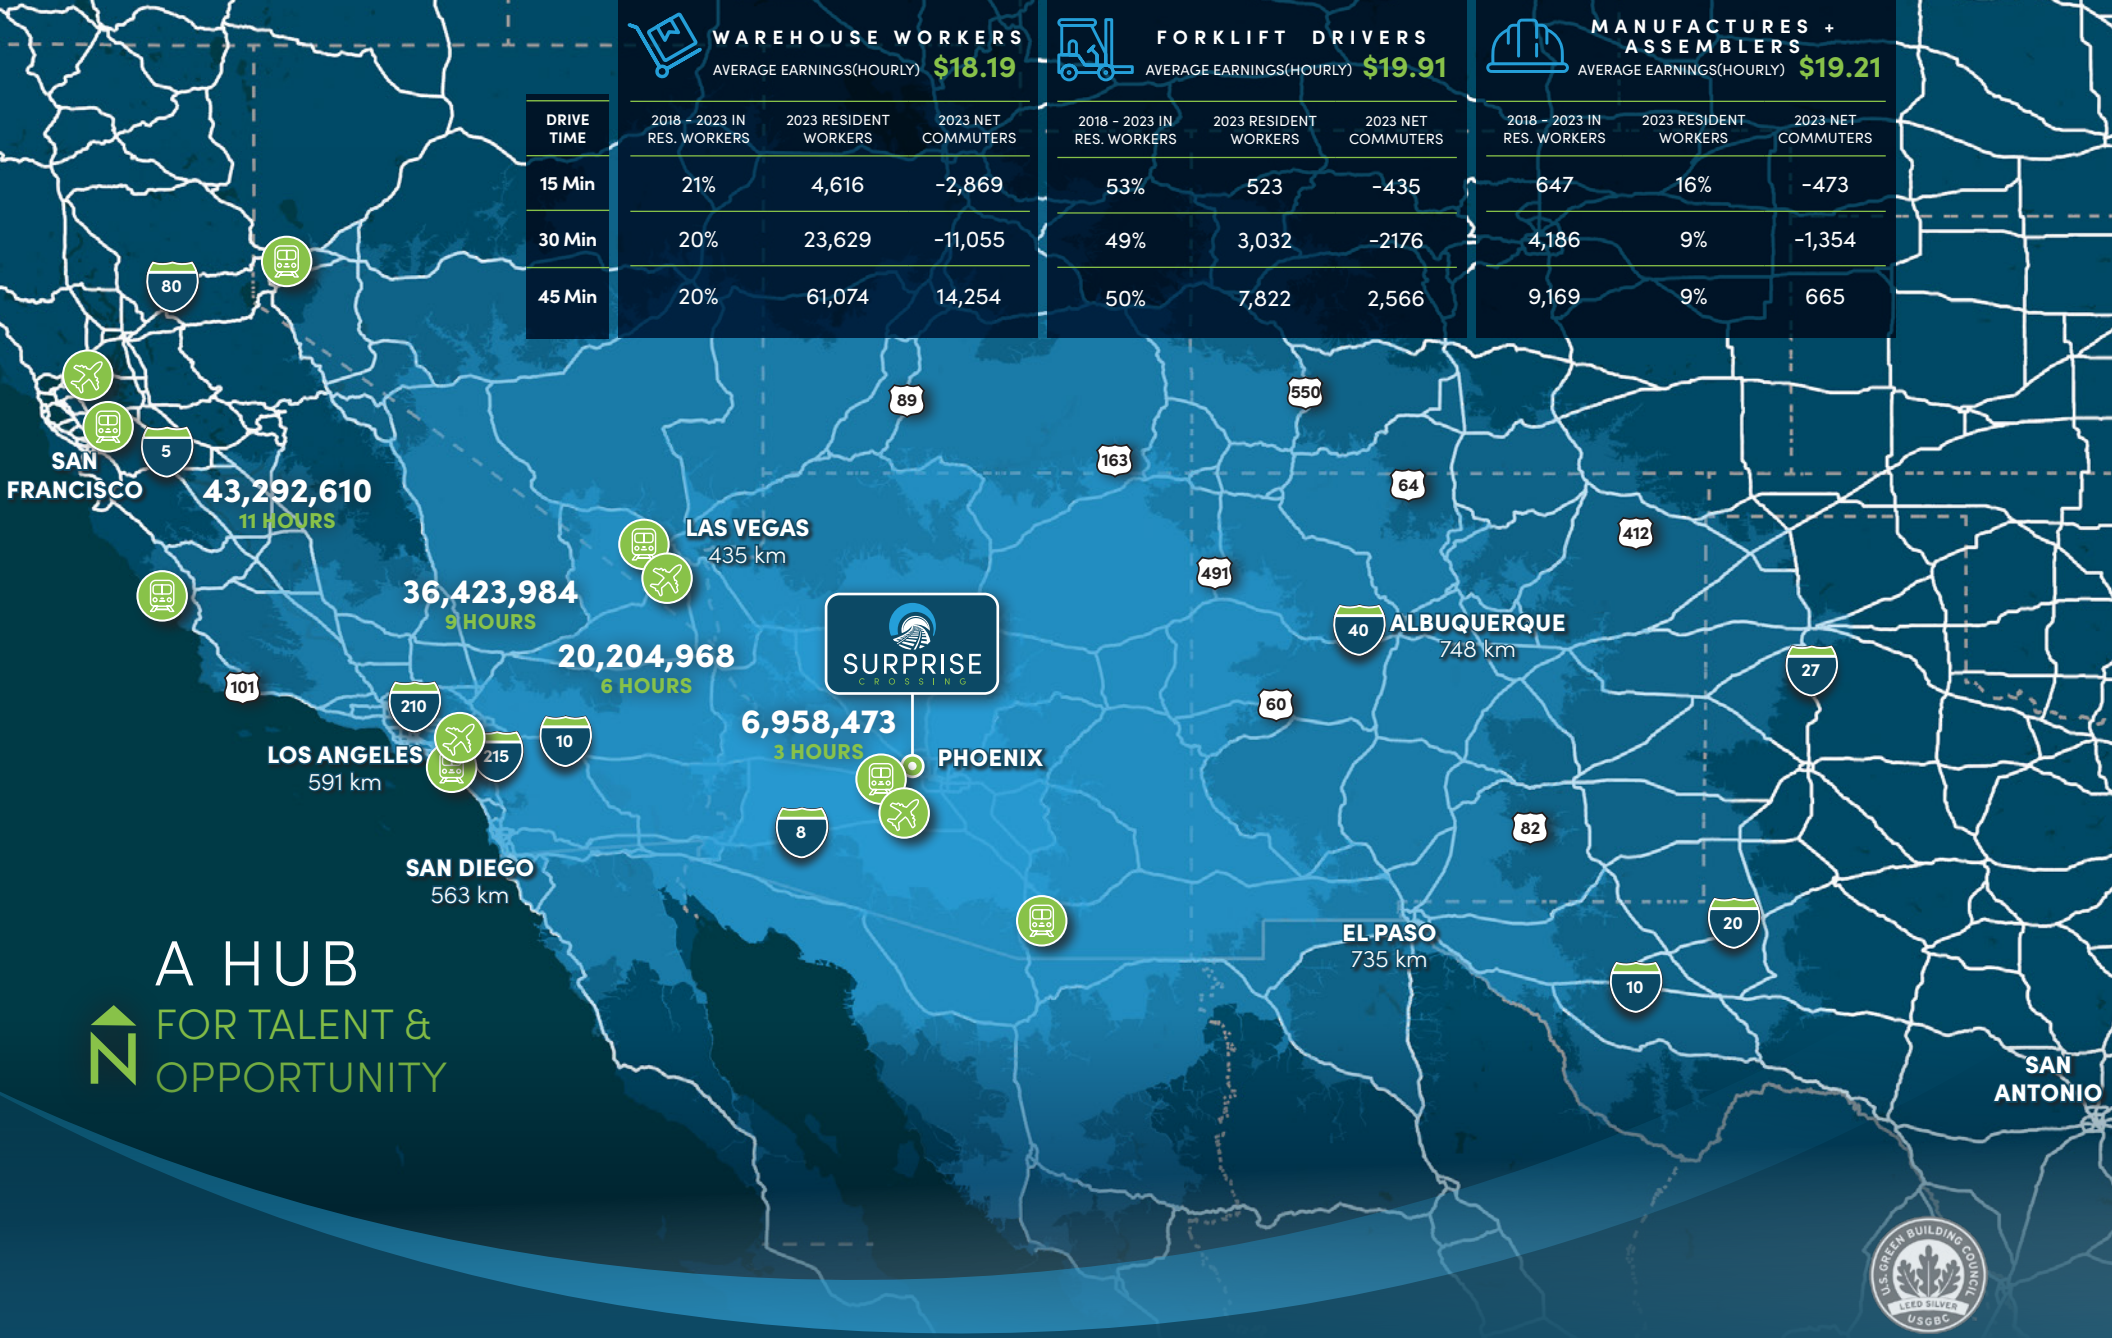 WAREHOUSE WORKERS
AVERAGE EARNINGS(HOURLY) $18.19
FORKLIFT DRIVERS
AVERAGE EARNINGS(HOURLY) $19.91
MANUFACTURES +
ASSEMBLERS
AVERAGE EARNINGS(HOURLY) $19.21
DRIVE
TIME
2018 - 2023 IN
RES. WORKERS
2023 RESIDENT
WORKERS
2023 NET
COMMUTERS
2018 - 2023 IN
RES. WORKERS
2023 RESIDENT
WORKERS
2023 NET
COMMUTERS
2018 - 2023 IN
RES. WORKERS
2023 RESIDENT
WORKERS
2023 NET
COMMUTERS
15 Min 21% 4,616 -2,869 53% 523 -435 647 16% -473
30 Min 20% 23,629 -11,055 49% 3,032 -2176 4,186 9% -1,354
45 Min 20% 61,074 14,254 50% 7,822 2,566 9,169 9% 665
80
89
550
5
163
SAN
FRANCISCO
64
43,292,610
11 HOURS
412
LAS VEGAS
435 km
491
36,423,984
9 HOURS
40
ALBUQUERQUE
748 km
SURPRISE
CROSSING
20,204,968
6 HOURS
27
101
210
60
6,958,473
3 HOURS
10
215
LOS ANGELES
591 km
PHOENIX
8
82
SAN DIEGO
563 km
20
EL PASO
735 km
10
A HUB
FOR TALENT &
OPPORTUNITY
N
SAN
ANTONIO
U.S. GREEN BUILDING COUNCIL
LEED SILVER
USGBC